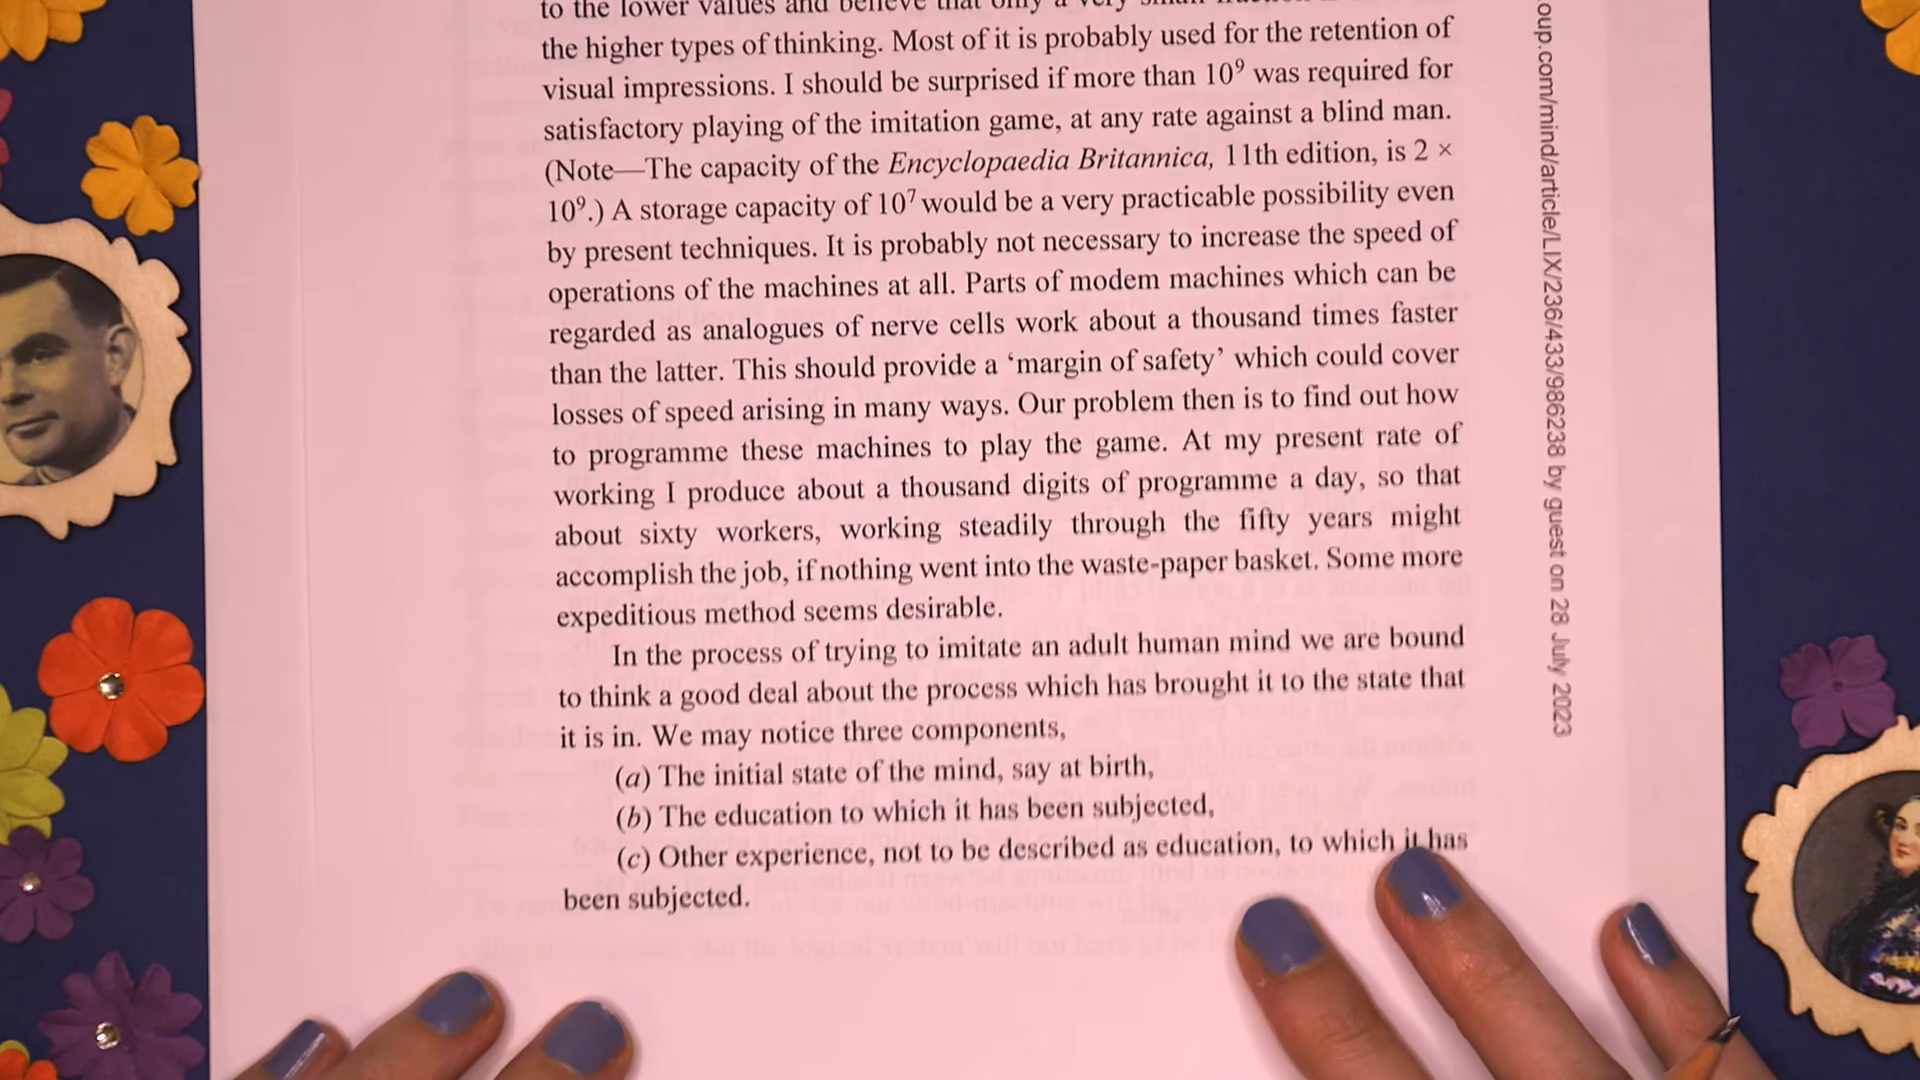 to the lower values and believe that only a very small fraction
the higher types of thinking. Most of it is probably used for the retention of
visual impressions. I should be surprised if more than 10⁹ was required for
satisfactory playing of the imitation game, at any rate against a blind man.
(Note—The capacity of the Encyclopaedia Britannica, 11th edition, is 2 ×
10⁹.) A storage capacity of 10⁷ would be a very practicable possibility even
by present techniques. It is probably not necessary to increase the speed of
operations of the machines at all. Parts of modem machines which can be
regarded as analogues of nerve cells work about a thousand times faster
than the latter. This should provide a ‘margin of safety’ which could cover
losses of speed arising in many ways. Our problem then is to find out how
to programme these machines to play the game. At my present rate of
working I produce about a thousand digits of programme a day, so that
about sixty workers, working steadily through the fifty years might
accomplish the job, if nothing went into the waste-paper basket. Some more
expeditious method seems desirable.
In the process of trying to imitate an adult human mind we are bound
to think a good deal about the process which has brought it to the state that
it is in. We may notice three components,
(a) The initial state of the mind, say at birth,
(b) The education to which it has been subjected,
(c) Other experience, not to be described as education, to which it has
been subjected.
.oup.com/mind/article/LIX/236/433/986238 by guest on 28 July 2023